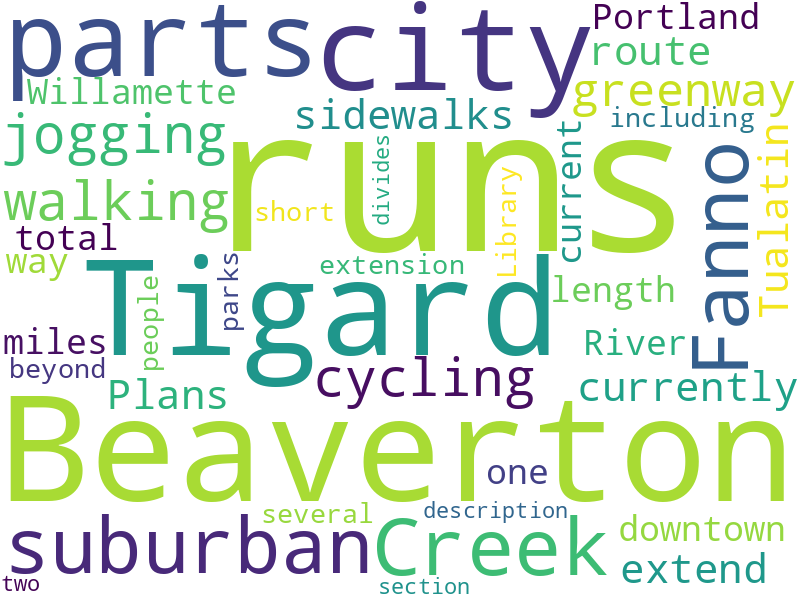 parts city Portland
Willamette route
greenway
jogging sidewalks including
runs
walking divides current
short Library Fanno Tualatin
total
way Tigard extension
people parks length
miles River
beyond cycling
Plans currently
Beaverton
one
suburban Creek
several description downtown
extend
two section